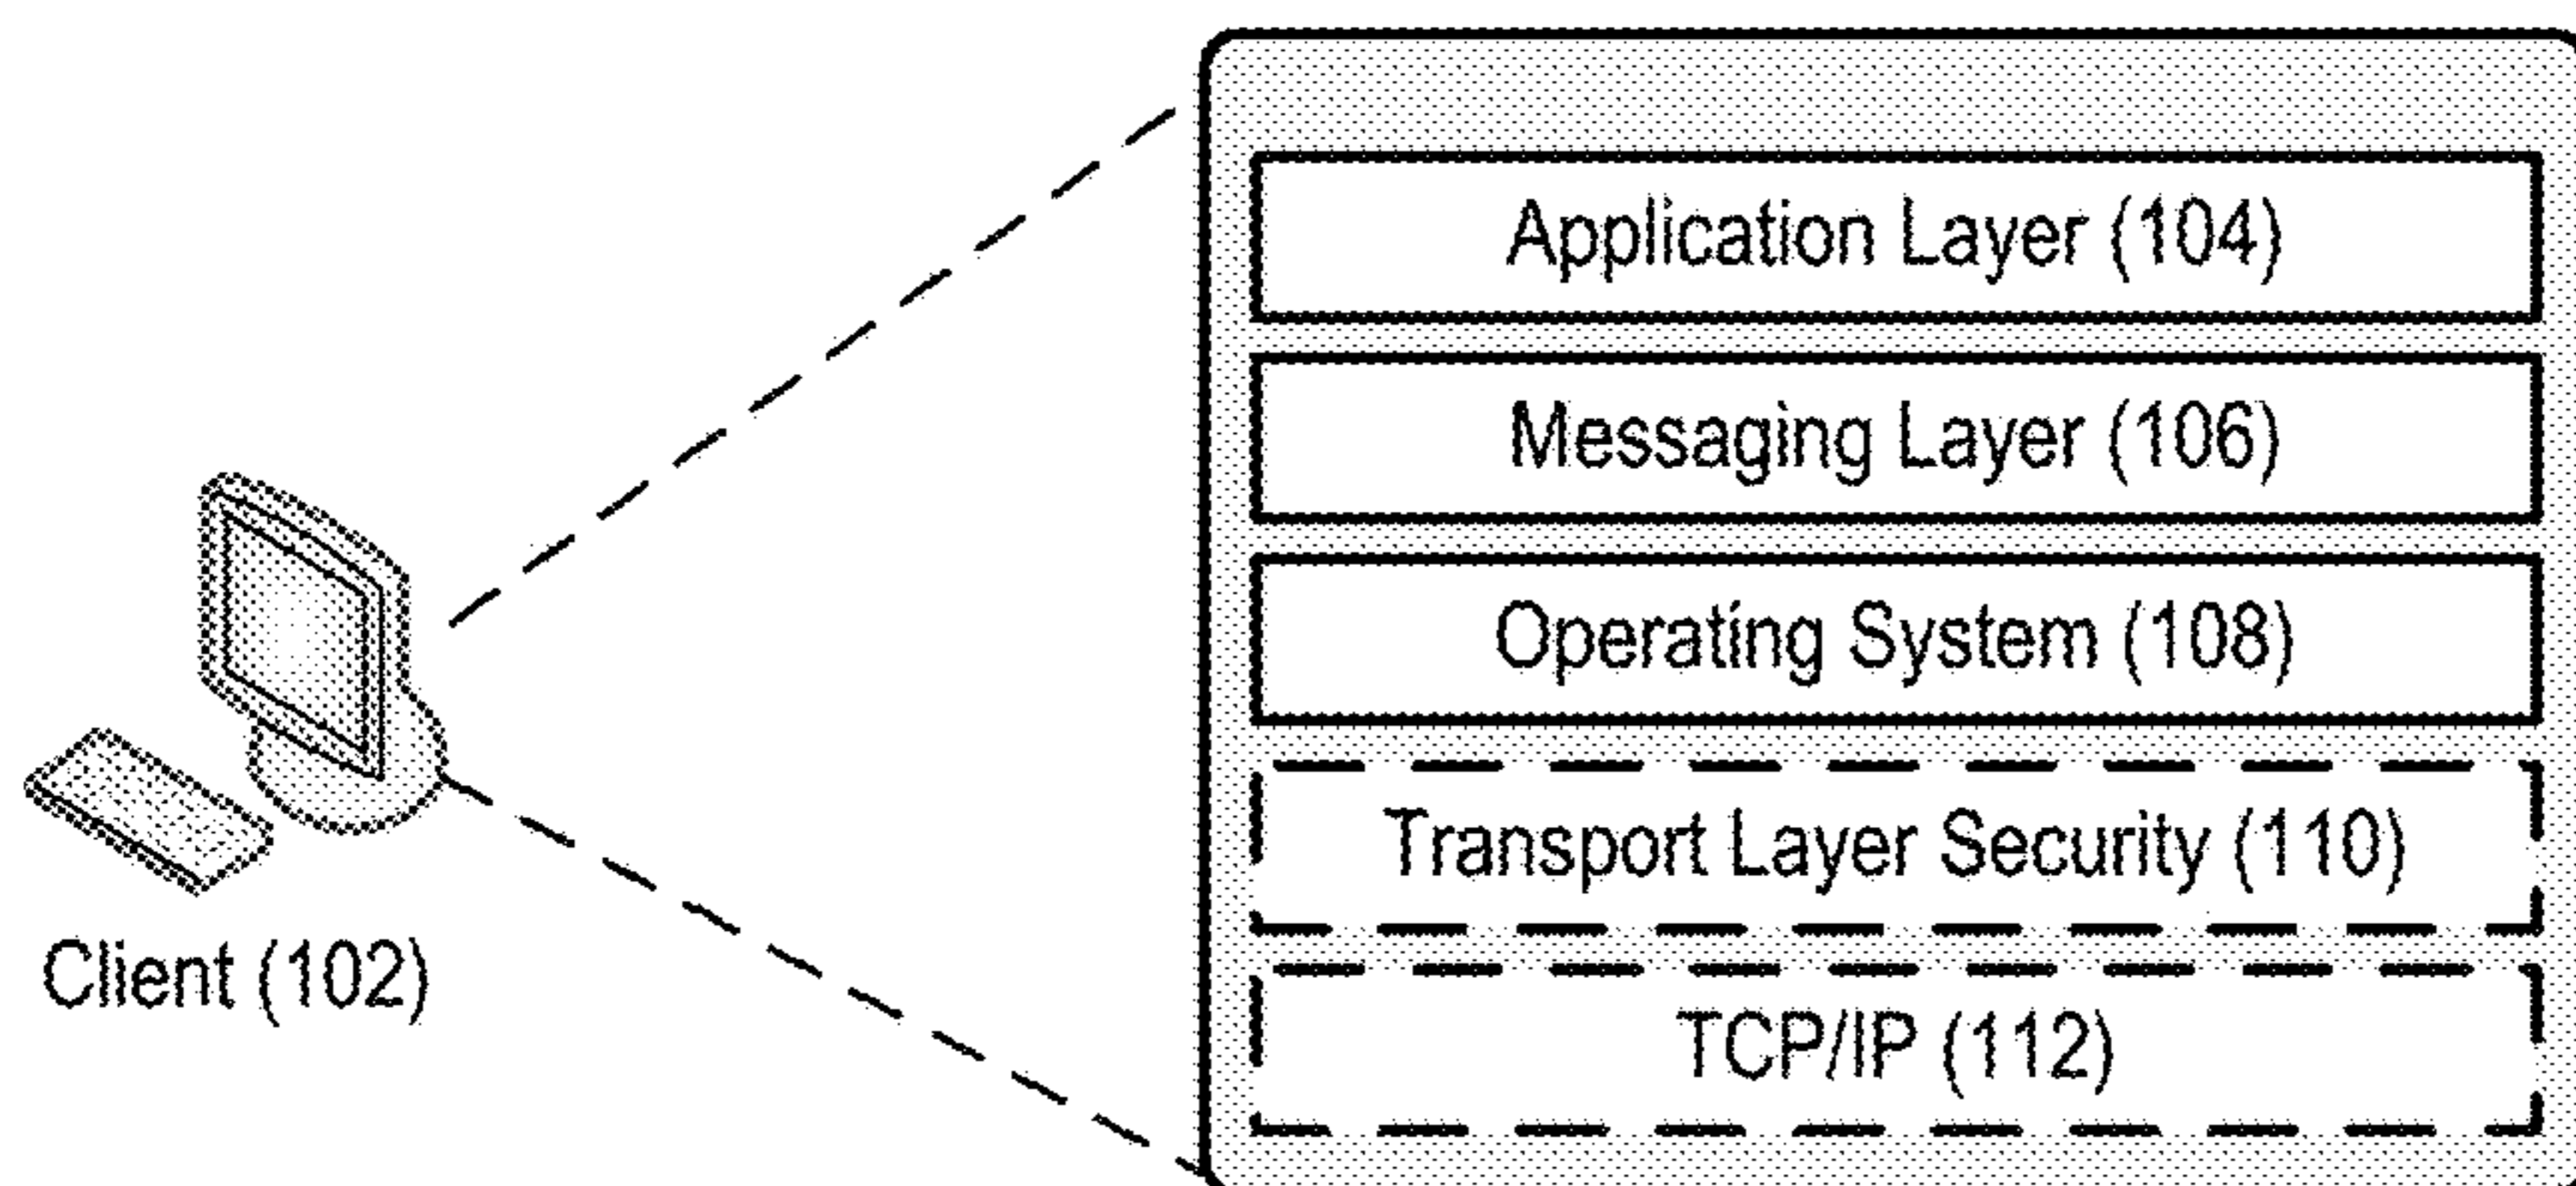 Application Layer (104)
Messaging Layer (106)
Operating System (108)
Transport Layer Security (110)
TCP/IP (112)
Client (102)